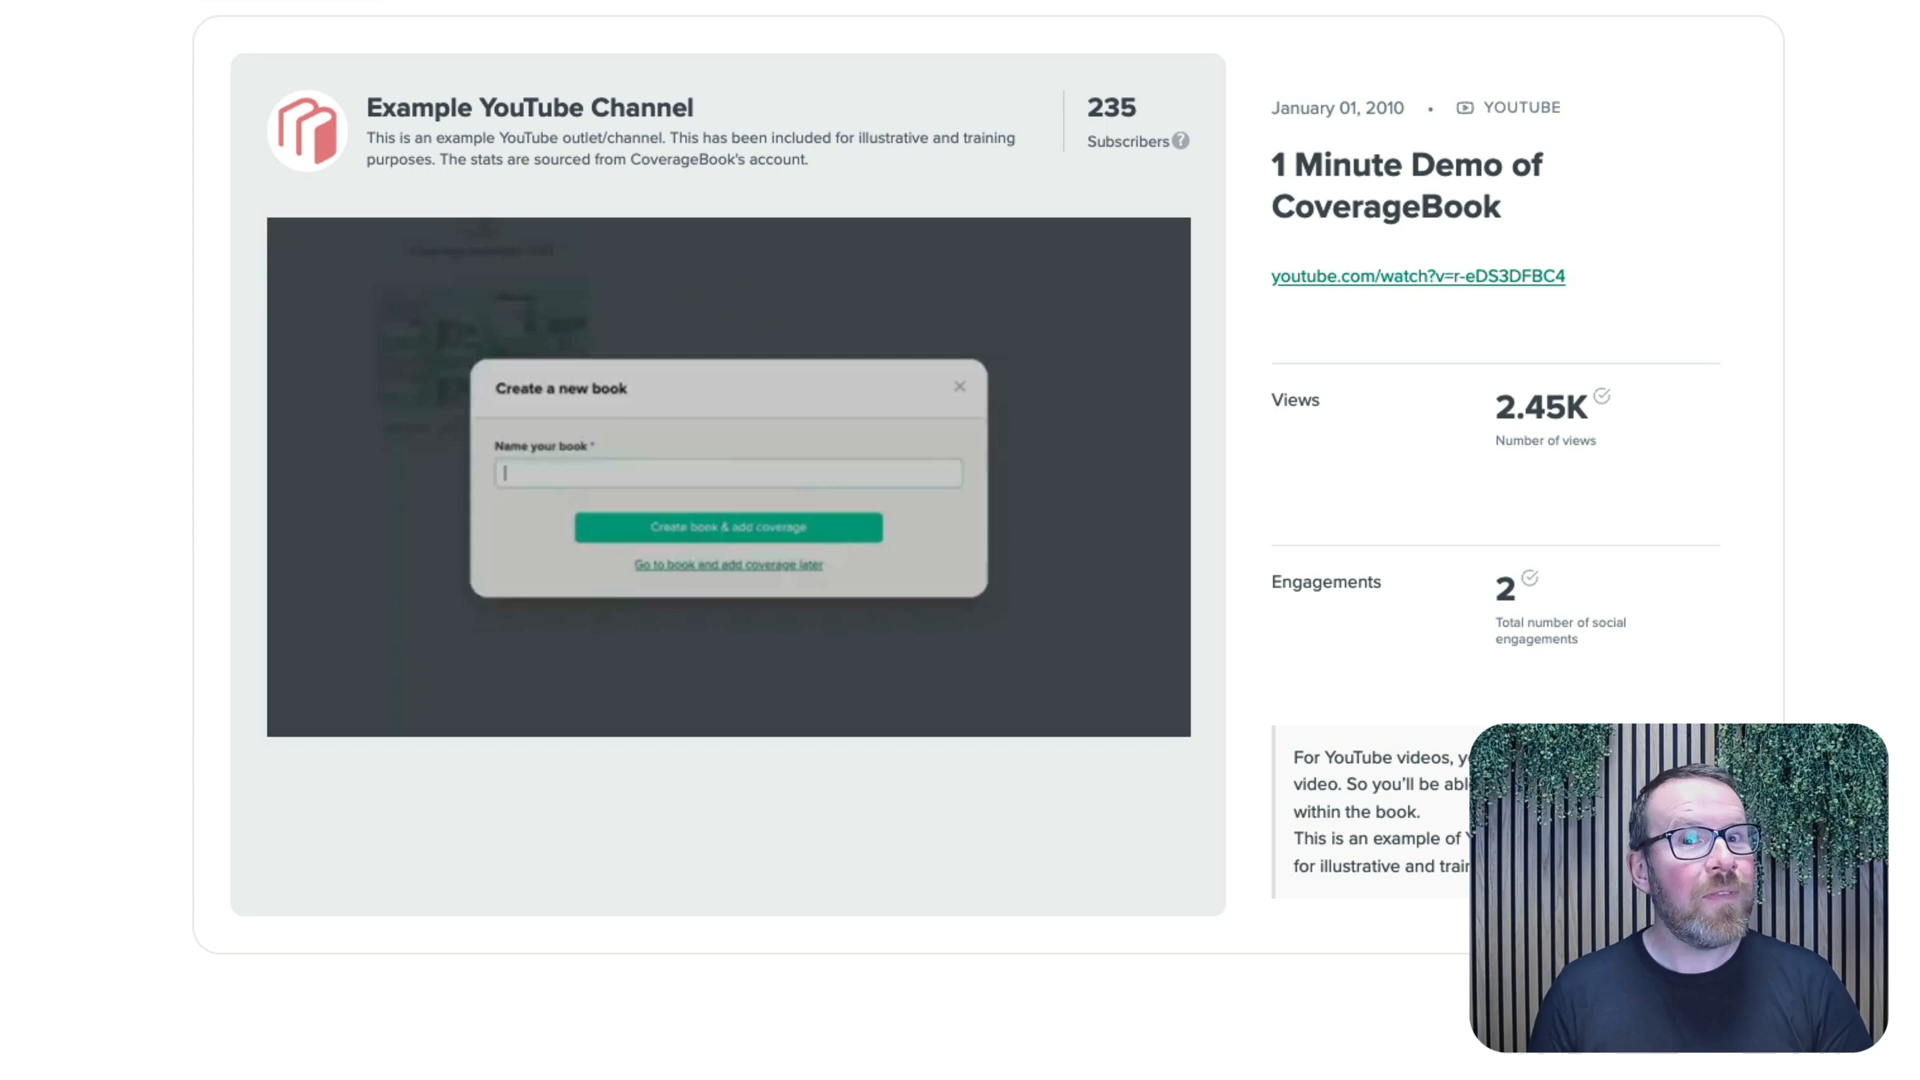 Example YouTube Channel
This is an example YouTube outlet/channel. This has been included for illustrative and training
purposes. The stats are sourced from CoverageBook's account.
235
Subscribers ?
Create a new book
Name your book *
Create book & add coverage
Go to book and add coverage later
January 01, 2010 • YOUTUBE
1 Minute Demo of
CoverageBook
youtube.com/watch?v=r-eDS3DFBC4
Views
2.45K
Number of views
Engagements
2
Total number of social
engagements
For YouTube videos,
video. So you'll be
within the book.
This is an example of
for illustrative and